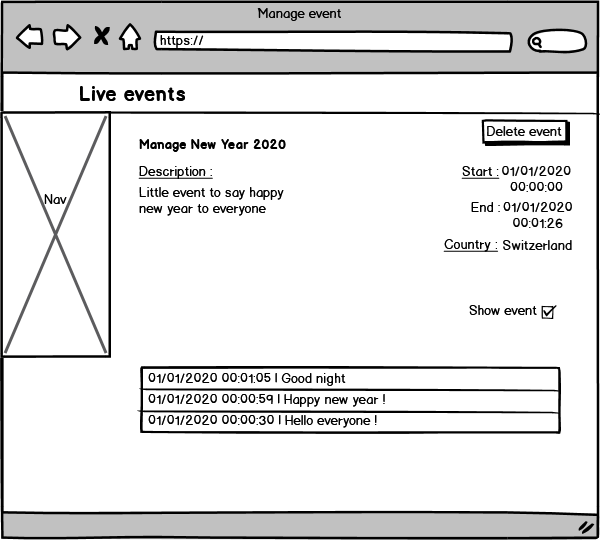 Manage event
https://
Live events
Nav
Manage New Year 2020
Delete event
Description :
Little event to say happy
new year to everyone
Start : 01/01/2020
00:00:00
End : 01/01/2020
00:01:26
Country : Switzerland
Show event
01/01/2020 00:01:05 | Good night
01/01/2020 00:00:59 | Happy new year !
01/01/2020 00:00:30 | Hello everyone !